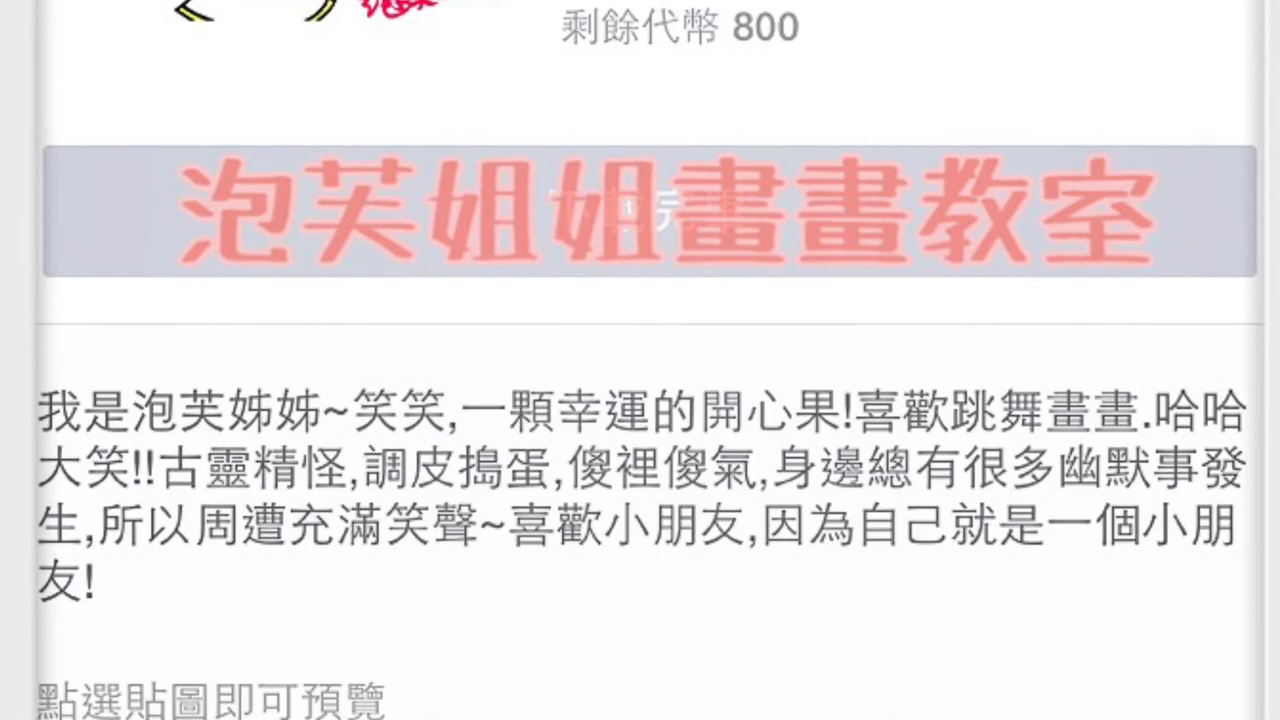 剩餘代幣 800
泡芙姐姐畫畫教室
我是泡芙姊姊~笑笑,一顆幸運的開心果!喜歡跳舞畫畫.哈哈
大笑!!古靈精怪,調皮搗蛋,傻裡傻氣,身邊總有很多幽默事發
生,所以周遭充滿笑聲~喜歡小朋友,因為自己就是一個小朋
友!
點選貼圖即可預覽